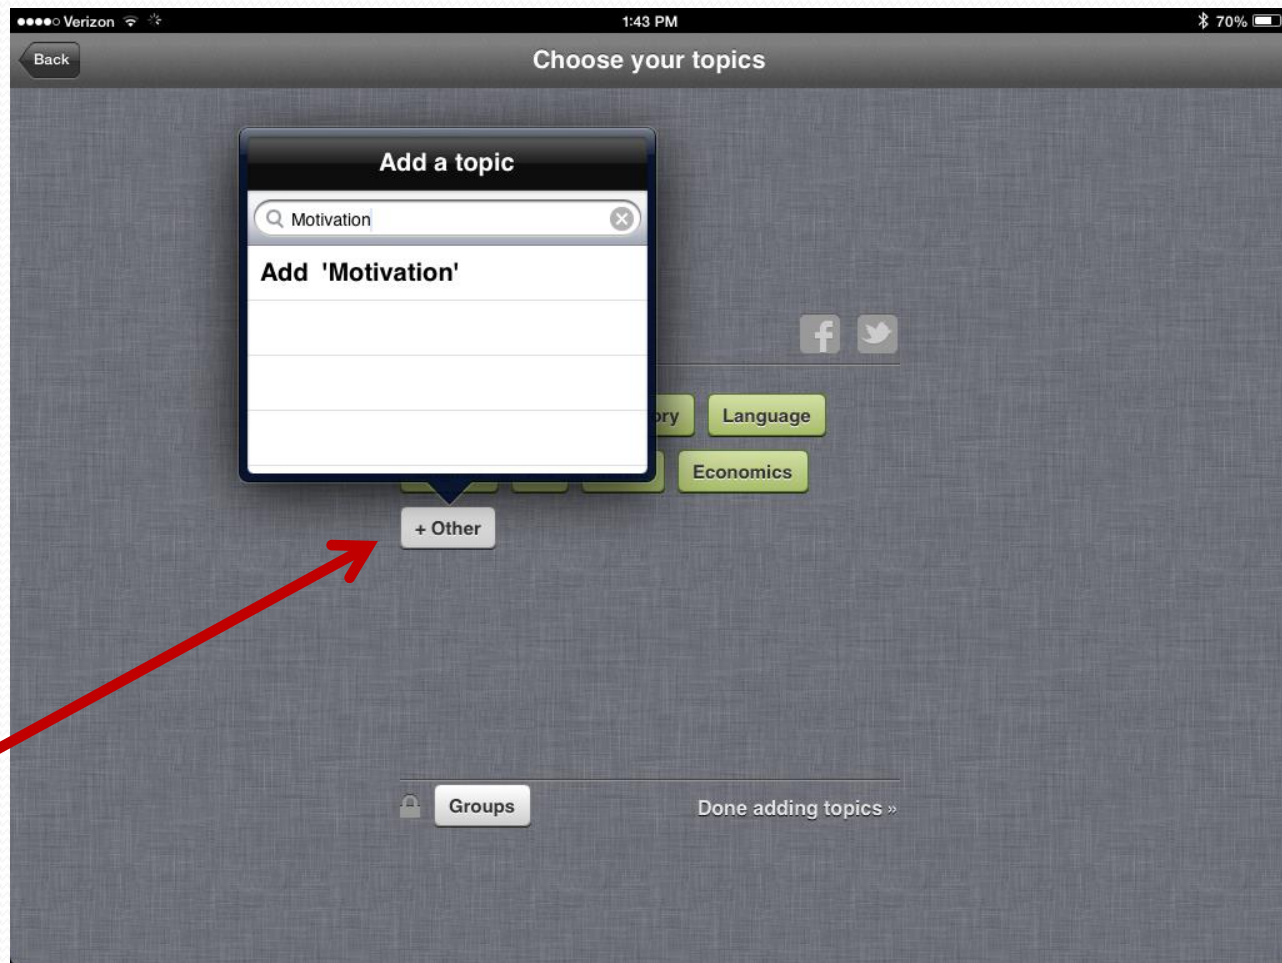 Verizon 1:43 PM 70%
Back Choose your topics
Add a topic
Motivation
Add 'Motivation'
Language
Economics
+ Other
Groups Done adding topics »